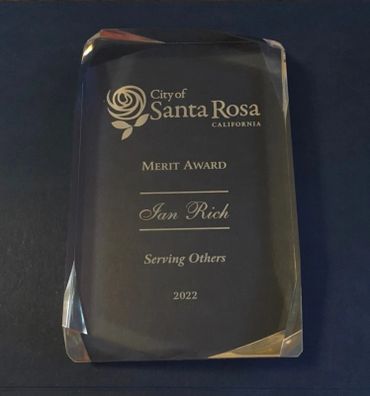 City of
Santa Rosa
CALIFORNIA
MERIT AWARD
Ian Rich
Serving Others
2022